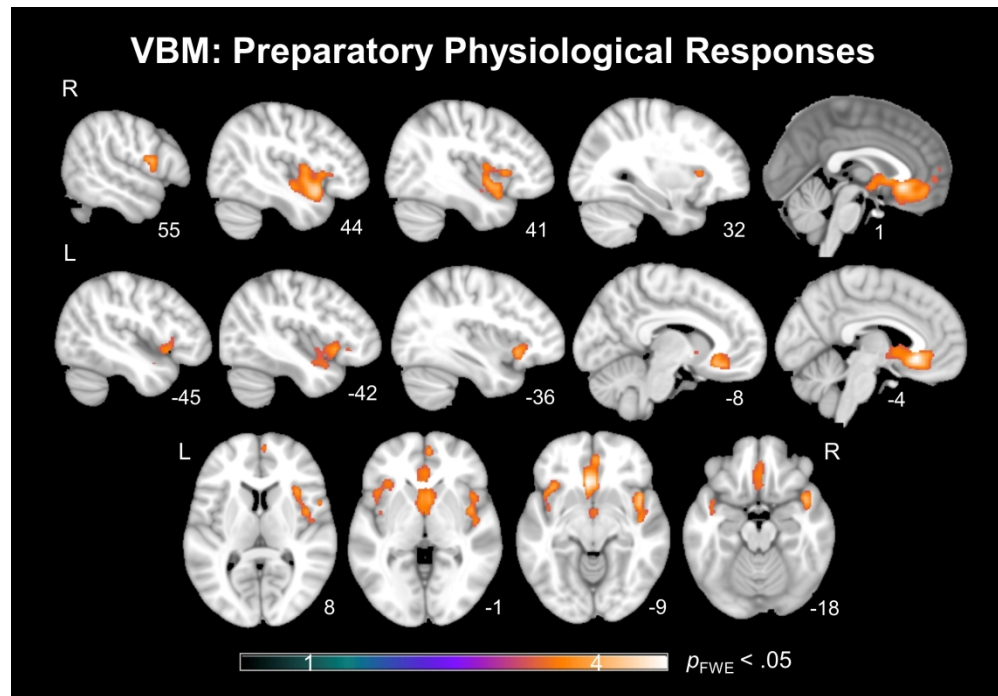 VBM: Preparatory Physiological Responses
R
55 44 41 32 1
L
-45 -42 -36 -8 -4
L R
8 -1 -9 -18
1 4 pFWE < .05